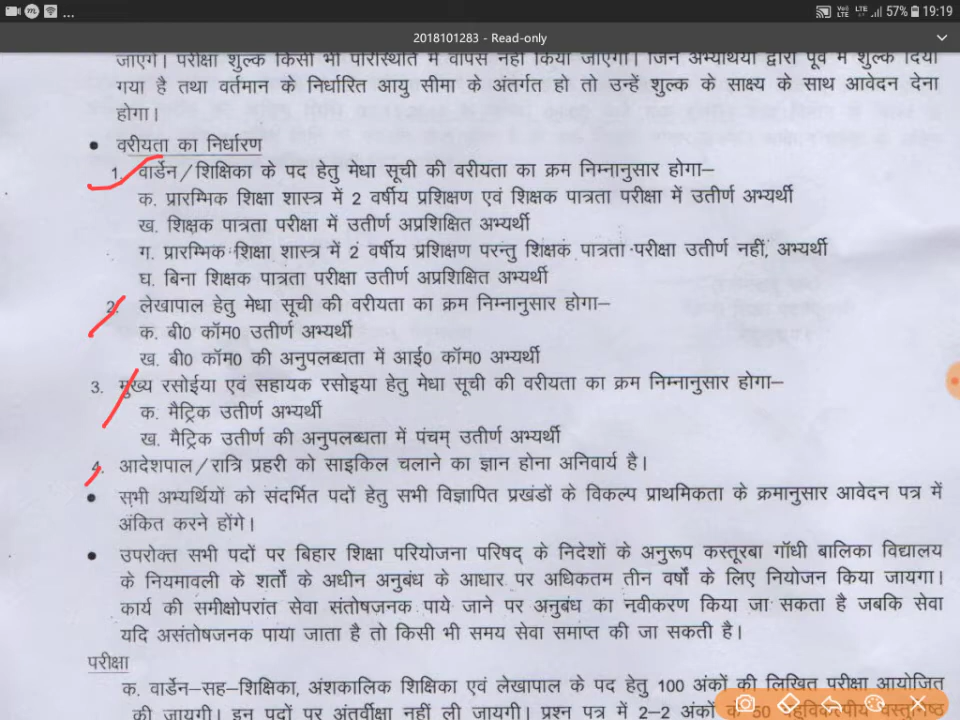 57% 19:19
2018101283 - Read-only
जाएगे। परीक्षा शुल्क किसी भी परिस्थिति में वापस नहीं किया जाएगा। जिन अभ्यर्थियों द्वारा पूर्व में शुल्क दिया
गया है तथा वर्तमान के निर्धारित आयु सीमा के अंतर्गत हो तो उन्हें शुल्क के साक्ष्य के साथ आवेदन देना
होगा।
• वरीयता का निर्धारण
1. वार्डेन/शिक्षिका के पद हेतु मेधा सूची की वरीयता का क्रम निम्नानुसार होगा–
क. प्रारम्भिक शिक्षा शास्त्र में 2 वर्षीय प्रशिक्षण एवं शिक्षक पात्रता परीक्षा में उतीर्ण अभ्यर्थी
ख. शिक्षक पात्रता परीक्षा में उतीर्ण अप्रशिक्षित अभ्यर्थी
ग. प्रारम्भिक शिक्षा शास्त्र में 2 वर्षीय प्रशिक्षण परन्तु शिक्षक पात्रता परीक्षा उतीर्ण नहीं, अभ्यर्थी
घ. बिना शिक्षक पात्रता परीक्षा उतीर्ण अप्रशिक्षित अभ्यर्थी
2. लेखापाल हेतु मेधा सूची की वरीयता का क्रम निम्नानुसार होगा–
क. बी0 कॉम0 उतीर्ण अभ्यर्थी
ख. बी0 कॉम0 की अनुपलब्धता में आई0 कॉम0 अभ्यर्थी
3. मुख्य रसोईया एवं सहायक रसोइया हेतु मेधा सूची की वरीयता का क्रम निम्नानुसार होगा–
क. मैट्रिक उतीर्ण अभ्यर्थी
ख. मैट्रिक उतीर्ण की अनुपलब्धता में पंचम् उतीर्ण अभ्यर्थी
4. आदेशपाल/रात्रि प्रहरी को साइकिल चलाने का ज्ञान होना अनिवार्य है।
• सभी अभ्यर्थियों को संदर्भित पदों हेतु सभी विज्ञापित प्रखंडों के विकल्प प्राथमिकता के क्रमानुसार आवेदन पत्र में
अंकित करने होंगे।
• उपरोक्त सभी पदों पर बिहार शिक्षा परियोजना परिषद् के निदेशों के अनुरूप कस्तूरबा गाँधी बालिका विद्यालय
के नियमावली के शर्तों के अधीन अनुबंध के आधार पर अधिकतम तीन वर्षों के लिए नियोजन किया जायगा।
कार्य की समीक्षोपरांत सेवा संतोषजनक पाये जाने पर अनुबंध का नवीकरण किया जा सकता है जबकि सेवा
यदि असंतोषजनक पाया जाता है तो किसी भी समय सेवा समाप्त की जा सकती है।
परीक्षा
क. वार्डेन–सह–शिक्षिका, अंशकालिक शिक्षिका एवं लेखापाल के पद हेतु 100 अंकों की लिखित परीक्षा आयोजित
की जायगी। इन पदों पर अंतर्वीक्षा नहीं ली जायगी। प्रश्न पत्र में 2–2 अंकों के 50